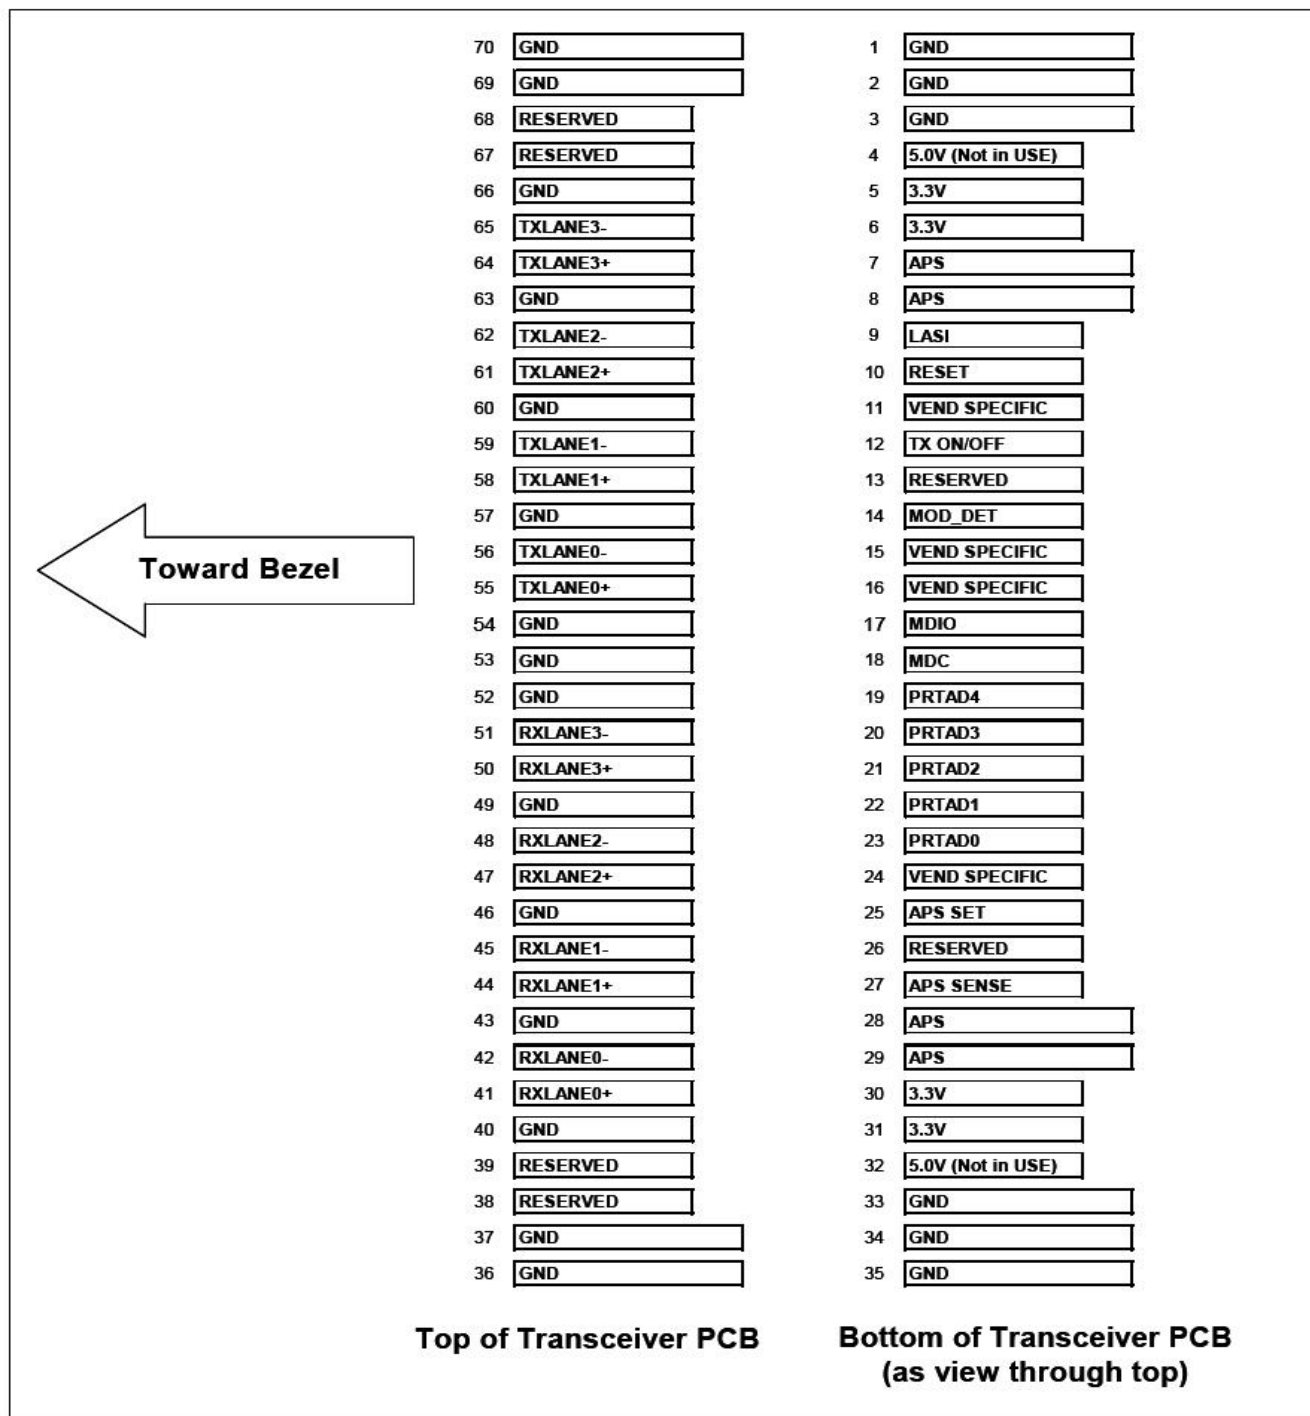 70 GND 1 GND
69 GND 2 GND
68 RESERVED 3 GND
67 RESERVED 4 5.0V (Not in USE)
66 GND 5 3.3V
65 TXLANE3- 6 3.3V
64 TXLANE3+ 7 APS
63 GND 8 APS
62 TXLANE2- 9 LASI
61 TXLANE2+ 10 RESET
60 GND 11 VEND SPECIFIC
59 TXLANE1- 12 TX ON/OFF
58 TXLANE1+ 13 RESERVED
57 GND 14 MOD_DET
56 TXLANE0- 15 VEND SPECIFIC
Toward Bezel
55 TXLANE0+ 16 VEND SPECIFIC
54 GND 17 MDIO
53 GND 18 MDC
52 GND 19 PRTAD4
51 RXLANE3- 20 PRTAD3
50 RXLANE3+ 21 PRTAD2
49 GND 22 PRTAD1
48 RXLANE2- 23 PRTAD0
47 RXLANE2+ 24 VEND SPECIFIC
46 GND 25 APS SET
45 RXLANE1- 26 RESERVED
44 RXLANE1+ 27 APS SENSE
43 GND 28 APS
42 RXLANE0- 29 APS
41 RXLANE0+ 30 3.3V
40 GND 31 3.3V
39 RESERVED 32 5.0V (Not in USE)
38 RESERVED 33 GND
37 GND 34 GND
36 GND 35 GND
Top of Transceiver PCB Bottom of Transceiver PCB
(as view through top)